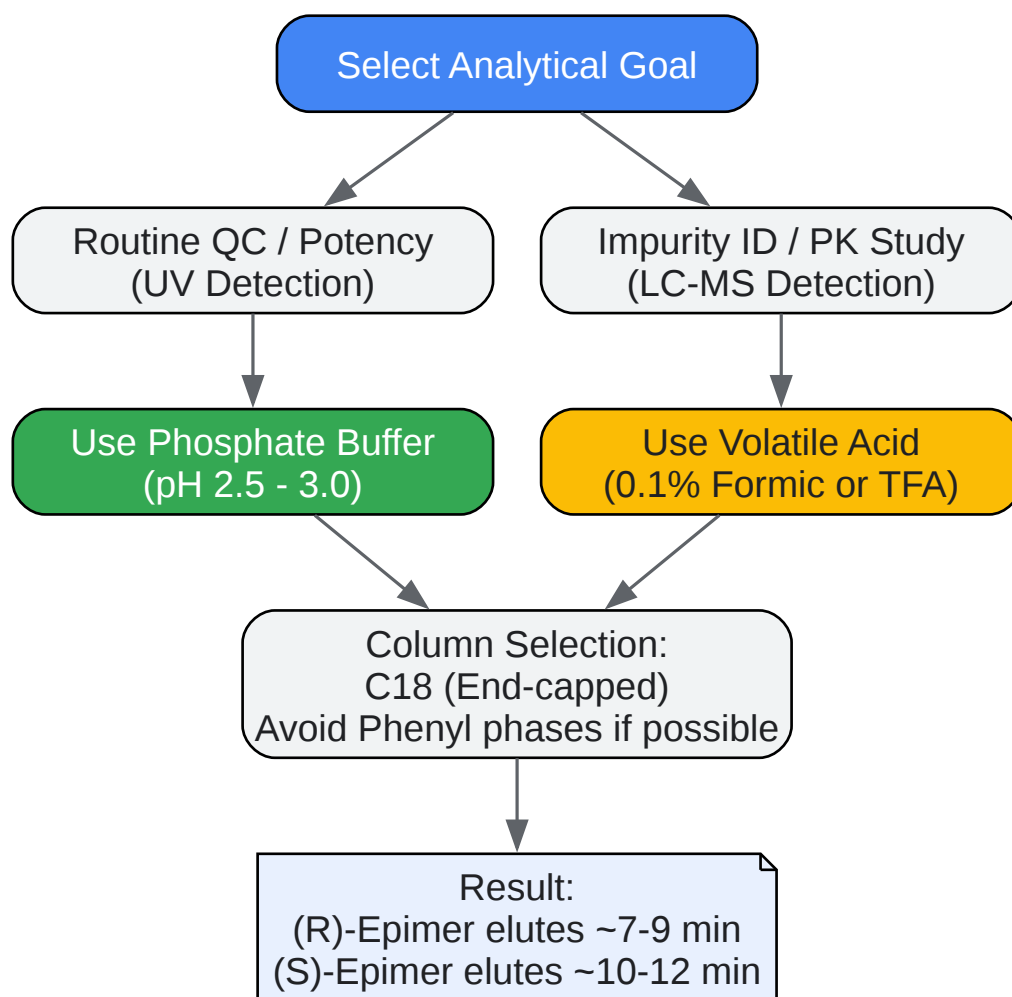 Select Analytical Goal
Routine QC / Potency
(UV Detection)
Impurity ID / PK Study
(LC-MS Detection)
Use Phosphate Buffer
(pH 2.5 - 3.0)
Use Volatile Acid
(0.1% Formic or TFA)
Column Selection:
C18 (End-capped)
Avoid Phenyl phases if possible
Result:
(R)-Epimer elutes ~7-9 min
(S)-Epimer elutes ~10-12 min